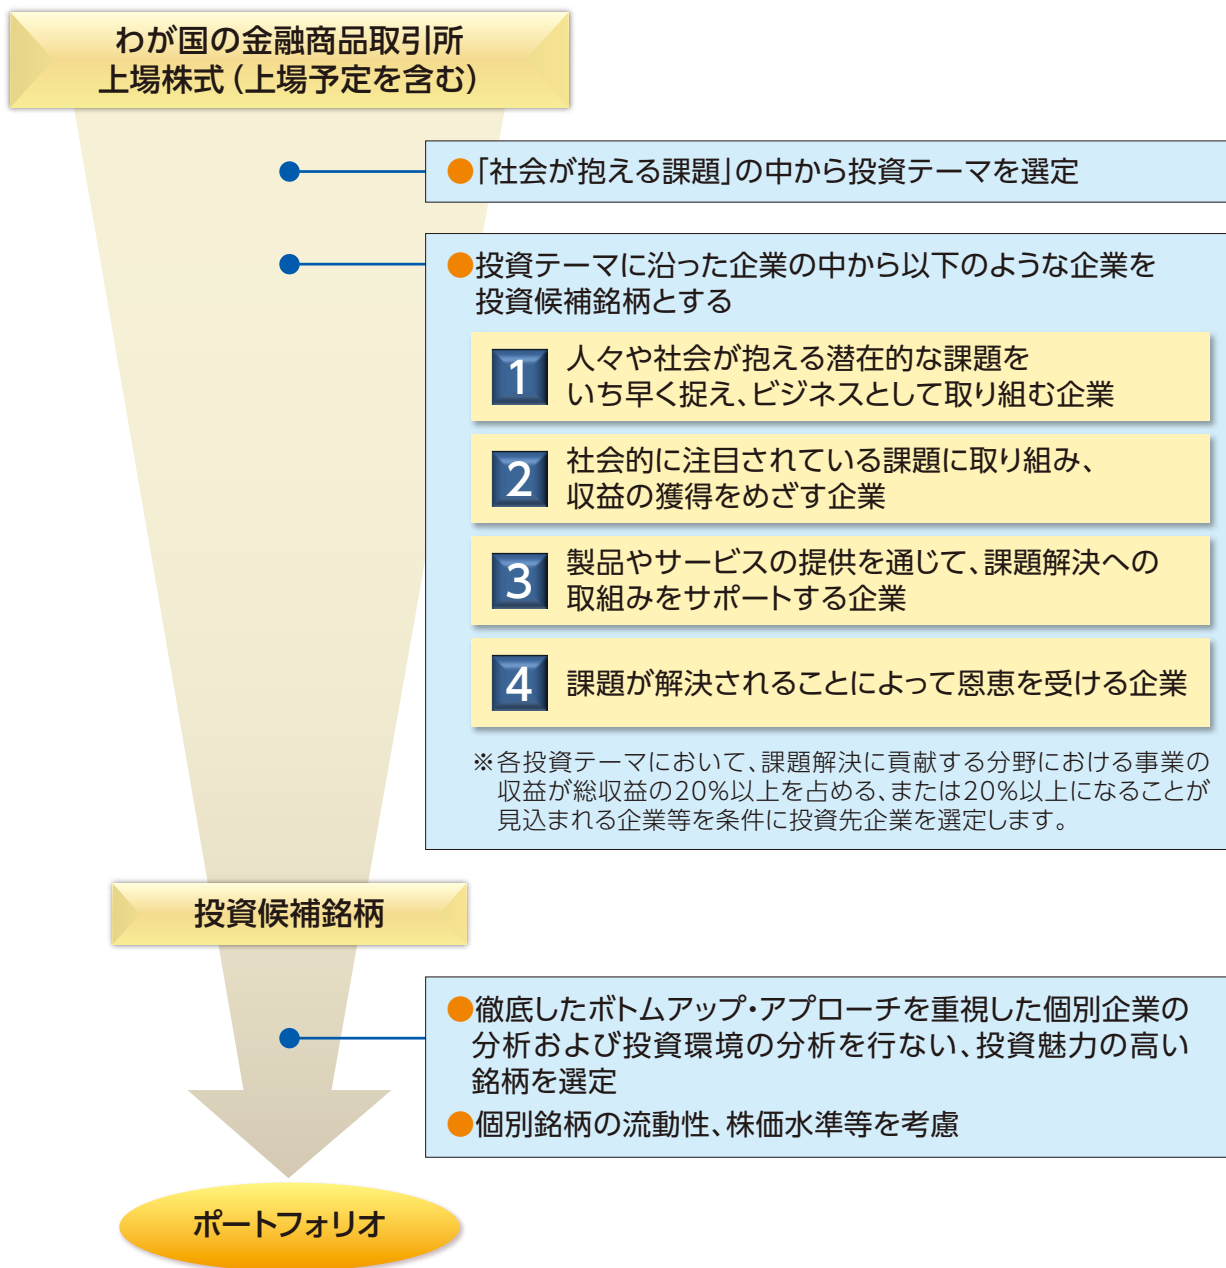 わが国の金融商品取引所
上場株式(上場予定を含む)
●「社会が抱える課題」の中から投資テーマを選定
●投資テーマに沿った企業の中から以下のような企業を
投資候補銘柄とする
1 人々や社会が抱える潜在的な課題を
いち早く捉え、ビジネスとして取り組む企業
2 社会的に注目されている課題に取り組み、
収益の獲得をめざす企業
3 製品やサービスの提供を通じて、課題解決への
取組みをサポートする企業
4 課題が解決されることによって恩恵を受ける企業
※各投資テーマにおいて、課題解決に貢献する分野における事業の
収益が総収益の20%以上を占める、または20%以上になることが
見込まれる企業等を条件に投資先企業を選定します。
投資候補銘柄
●徹底したボトムアップ・アプローチを重視した個別企業の
分析および投資環境の分析を行ない、投資魅力の高い
銘柄を選定
●個別銘柄の流動性、株価水準等を考慮
ポートフォリオ